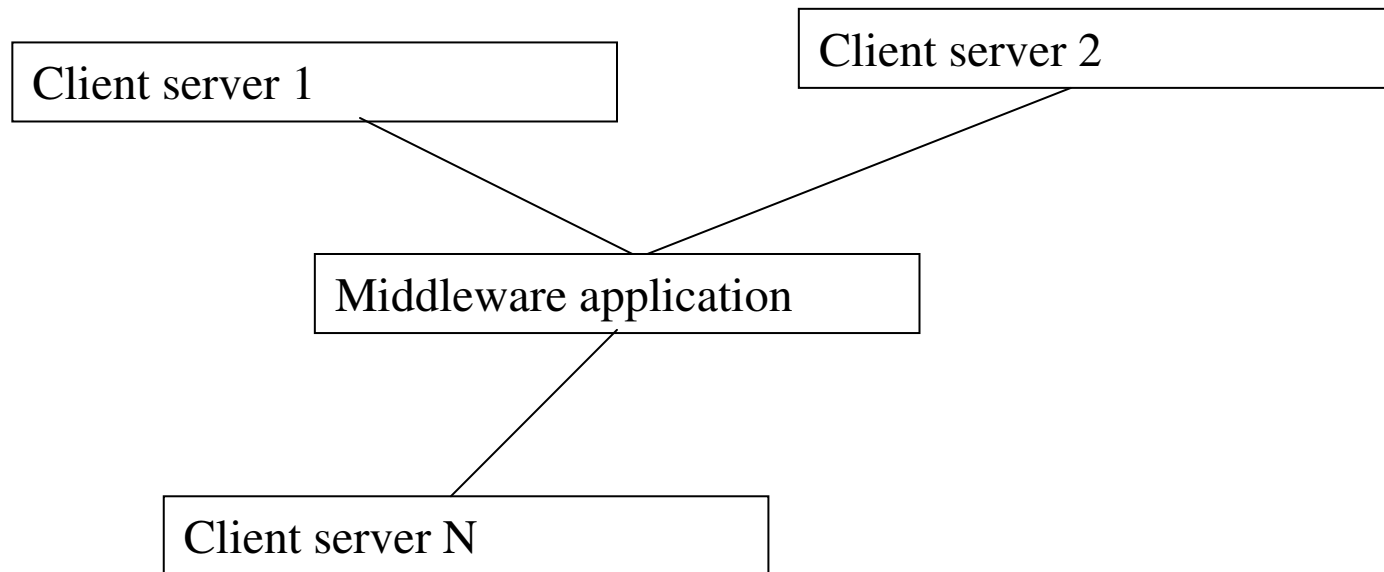 Client server 1
Client server 2
Middleware application
Client server N